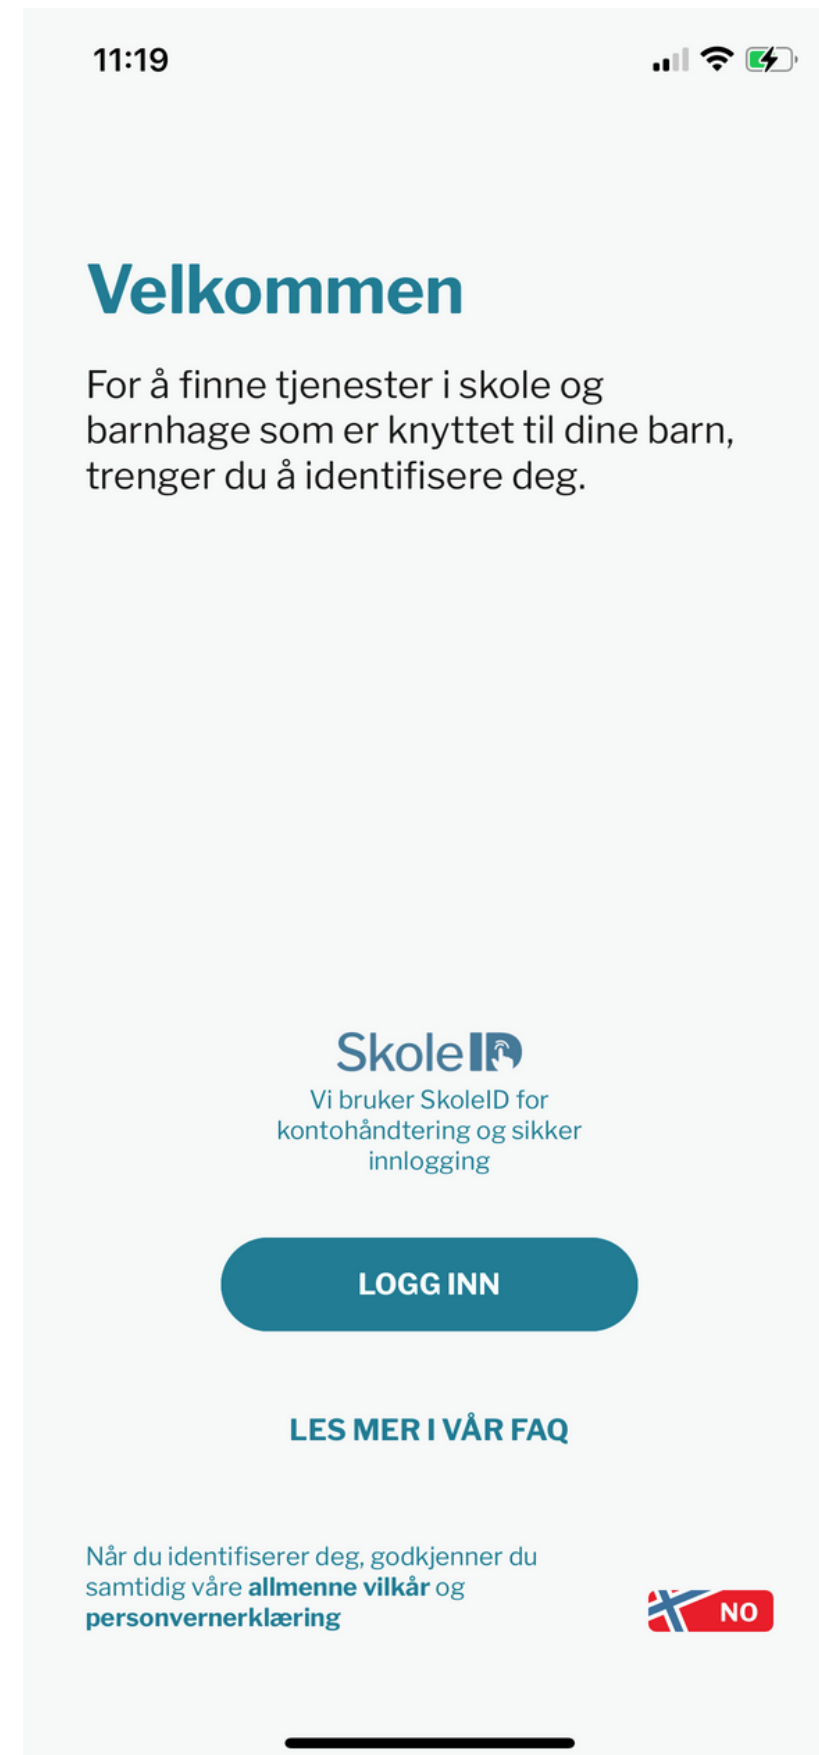 11:19
Velkommen
For å finne tjenester i skole og
barnhage som er knyttet til dine barn,
trenger du å identifisere deg.
SkoleID
Vi bruker SkoleID for
kontohåndtering og sikker
innlogging
LOGG INN
LES MER I VÅR FAQ
Når du identifiserer deg, godkjenner du
samtidig våre allmenne vilkår og
personvernerklæring
NO